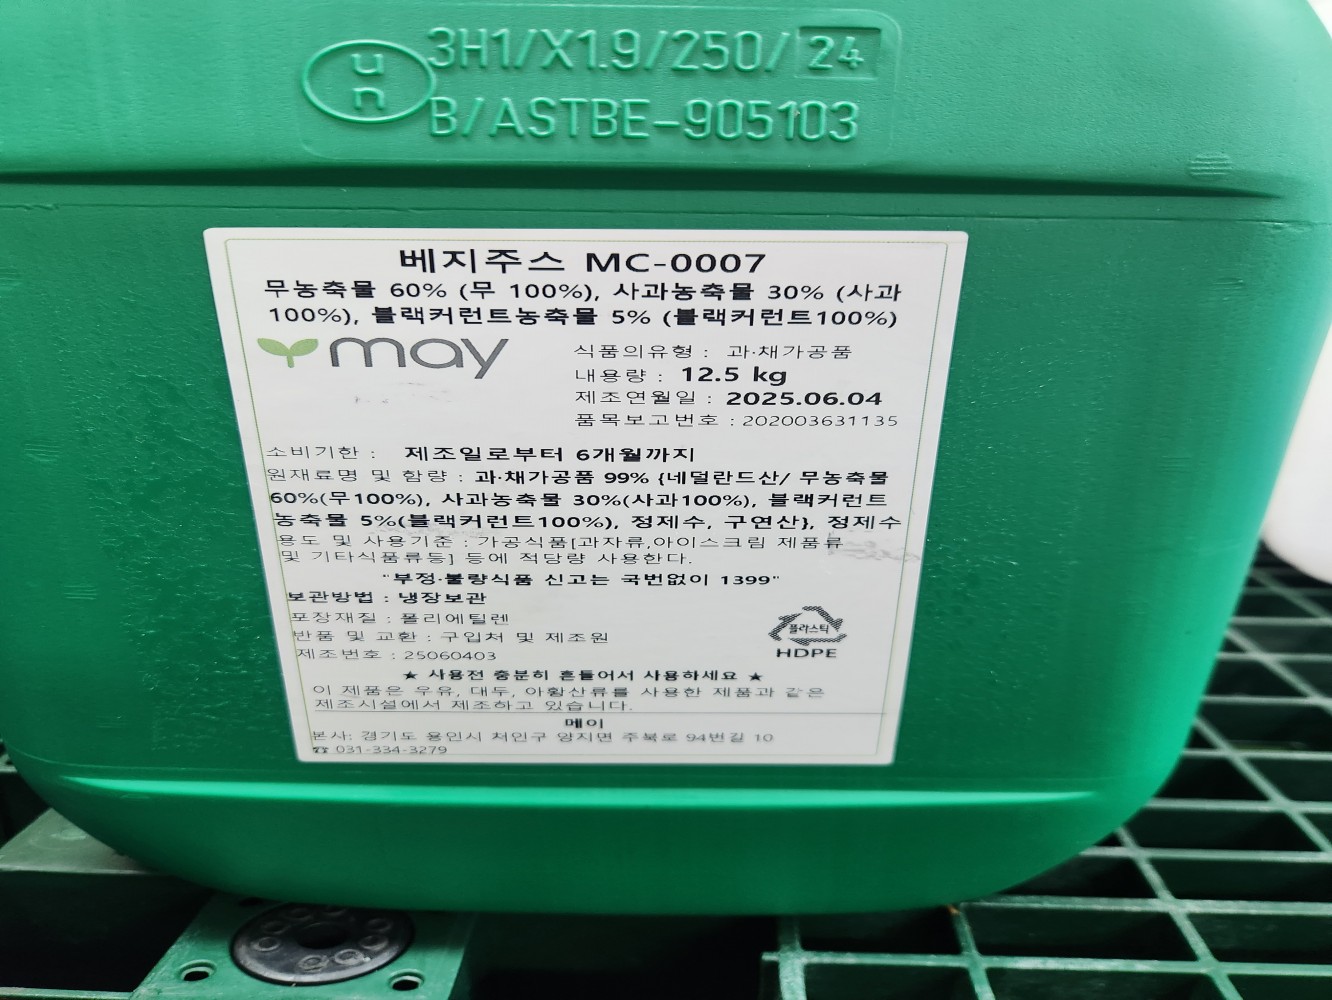 un
3H1/X1.9/250/24
B/ASTBE-905103
베지주스 MC-0007
무농축물 60% (무 100%), 사과농축물 30% (사과
100%), 블랙커런트농축물 5% (블랙커런트100%)
may
식품의유형 : 과·채가공품
내용량 : 12.5 kg
제조연월일 : 2025.06.04
품목보고번호 : 202003631135
소비기한 : 제조일로부터 6개월까지
원재료명 및 함량 : 과·채가공품 99% {네덜란드산/ 무농축물
60%(무100%), 사과농축물 30%(사과100%), 블랙커런트
농축물 5%(블랙커런트100%), 정제수, 구연산}, 정제수
용도 및 사용기준 : 가공식품[과자류,아이스크림 제품류
및 기타식품류등] 등에 적당량 사용한다.
"부정·불량식품 신고는 국번없이 1399"
보관방법 : 냉장보관
포장재질 : 폴리에틸렌
반품 및 교환 : 구입처 및 제조원
제조번호 : 25060403
플라스틱
HDPE
★ 사용전 충분히 흔들어서 사용하세요 ★
이 제품은 우유, 대두, 아황산류를 사용한 제품과 같은
제조시설에서 제조하고 있습니다.
메이
본사: 경기도 용인시 처인구 양지면 주북로 94번길 10
☎ 031-334-3279